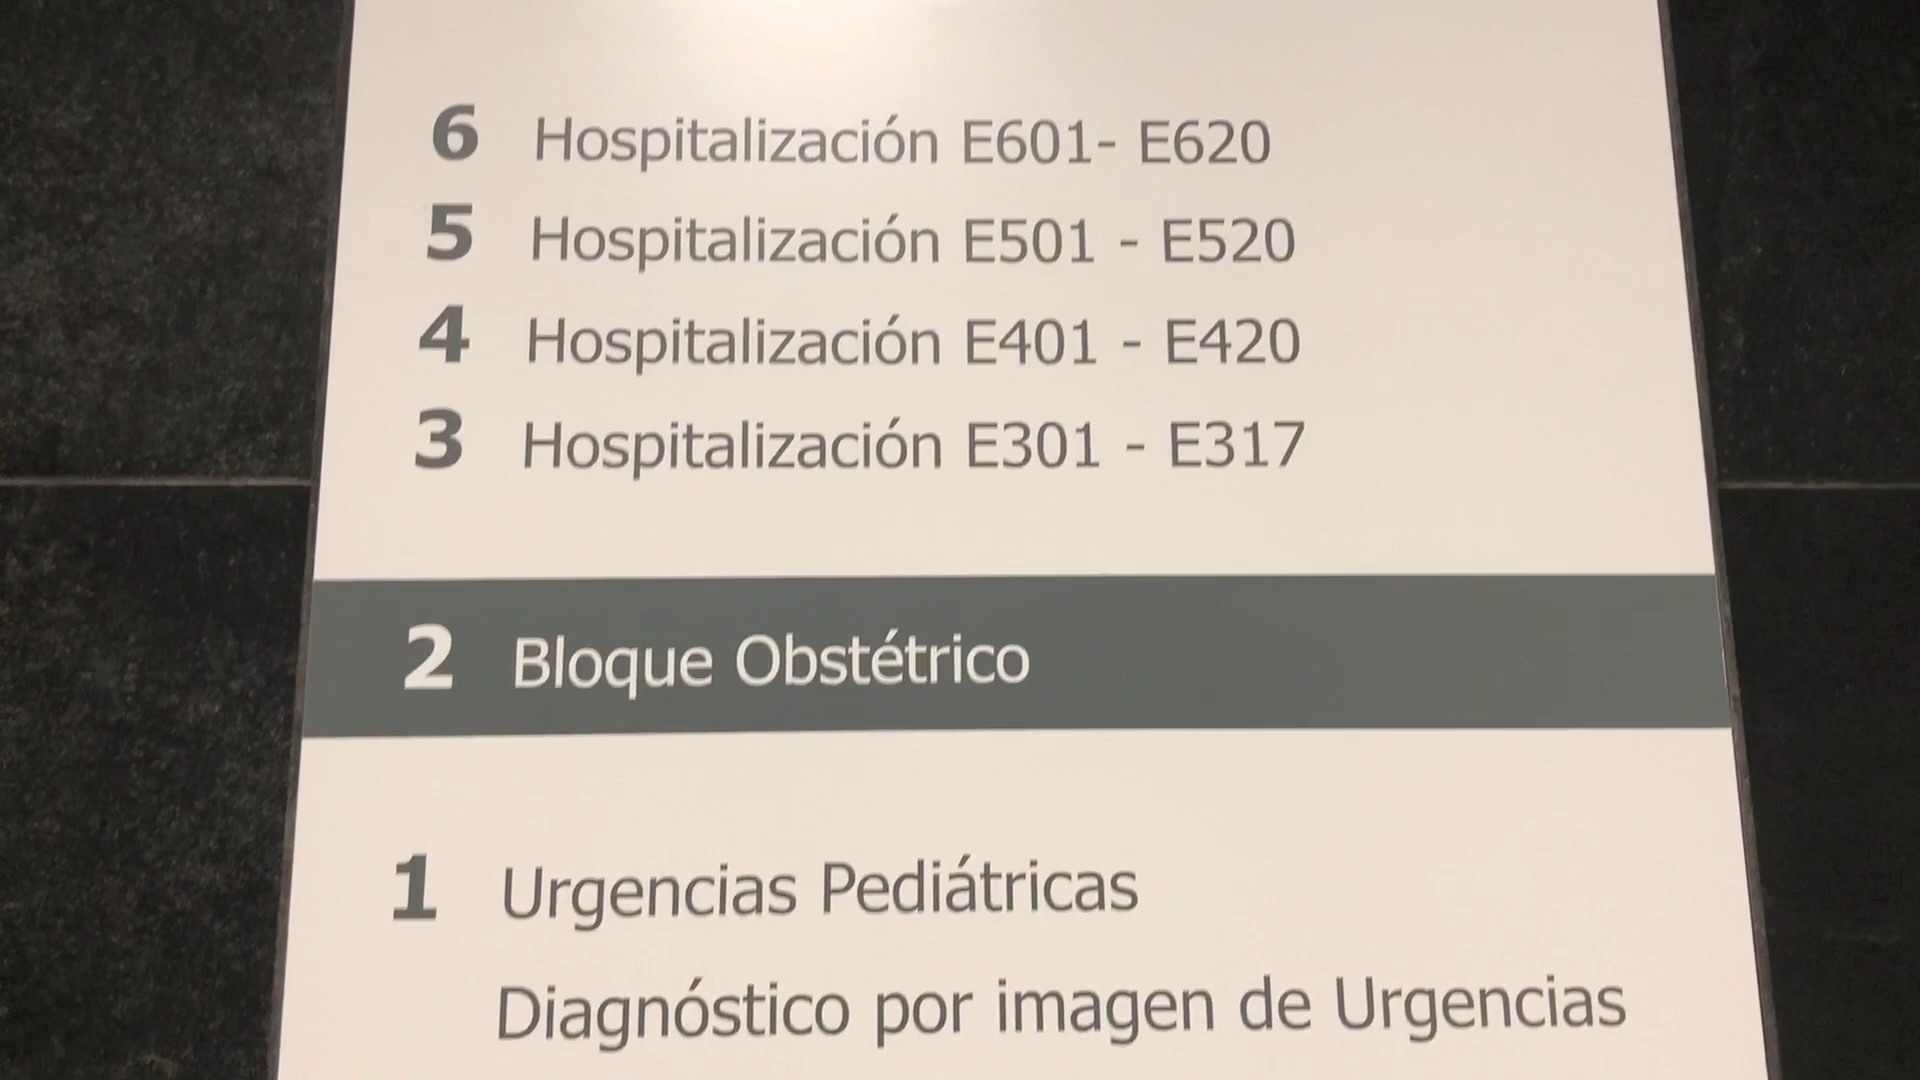 6 Hospitalización E601- E620
5 Hospitalización E501 - E520
4 Hospitalización E401 - E420
3 Hospitalización E301 - E317
2 Bloque Obstétrico
1 Urgencias Pediátricas
Diagnóstico por imagen de Urgencias